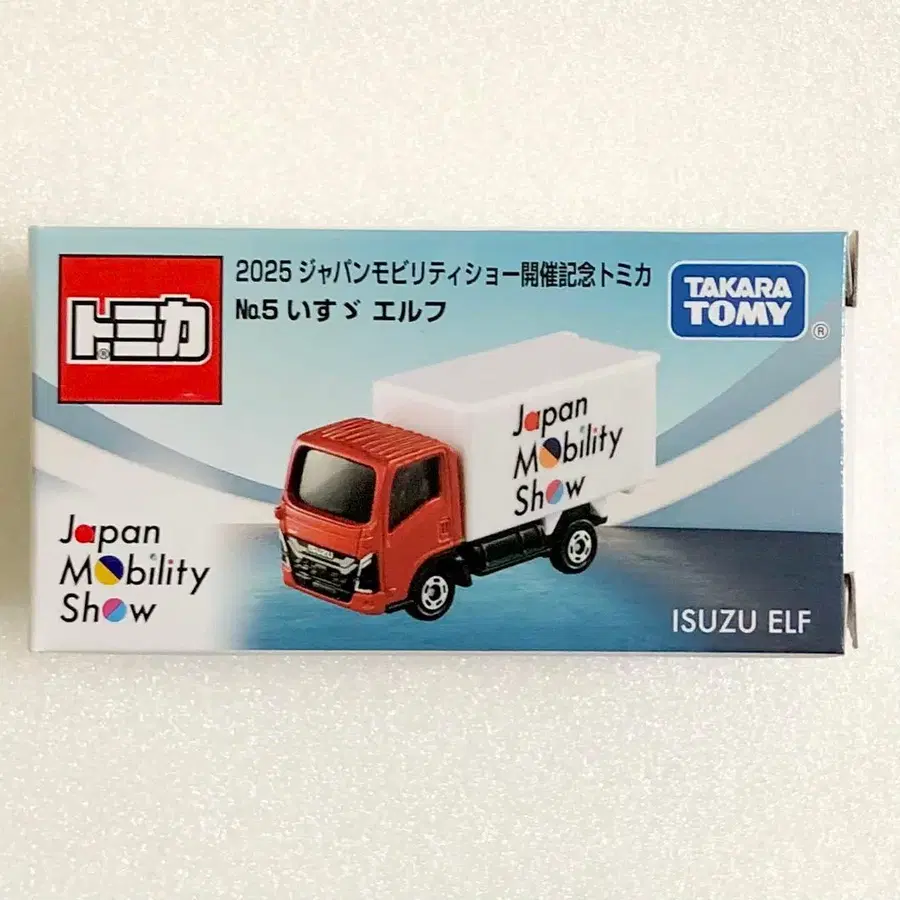 トミカ
®
2025 ジャパンモビリティショー開催記念トミカ
No.5 いすゞ エルフ
TAKARA
TOMY
®
Japan
Mobility
Show
ISUZU
Japan
Mobility
Show
ISUZU ELF